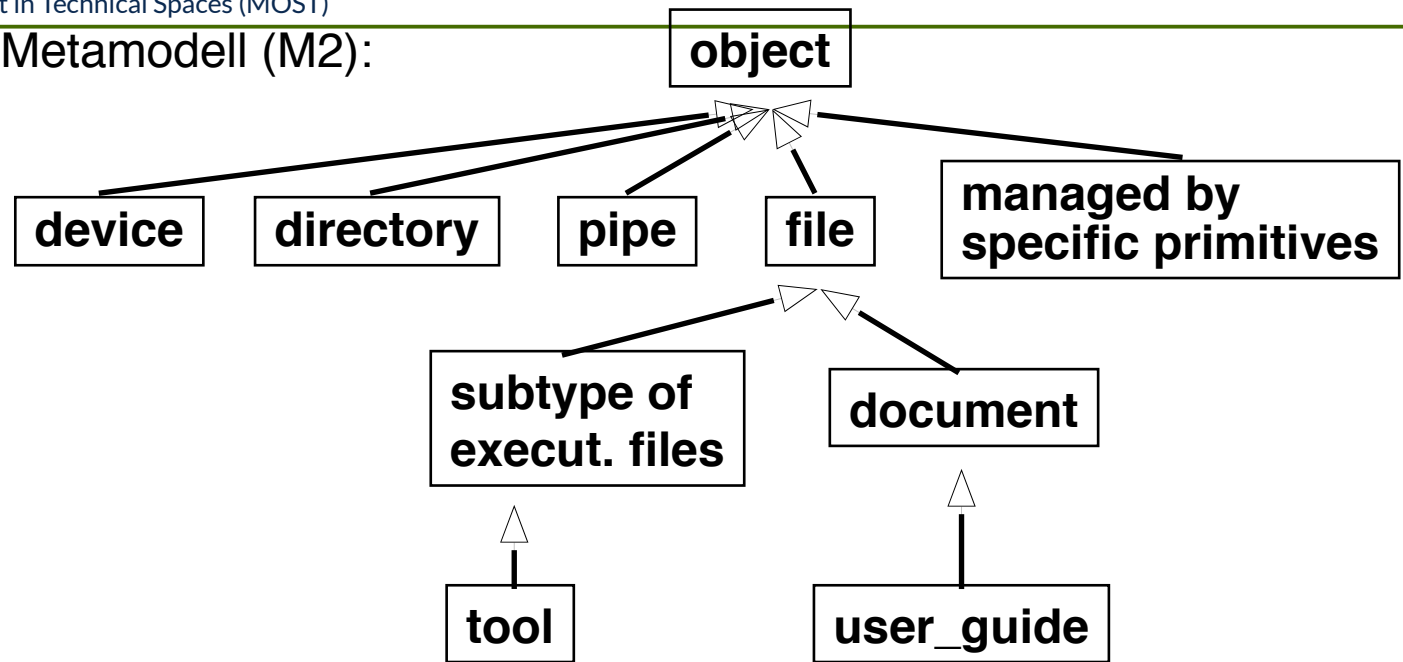 t in Technical Spaces (MOST)
Metamodell (M2):
object
device
directory
pipe
file
managed by
specific primitives
subtype of
execut. files
document
tool
user_guide